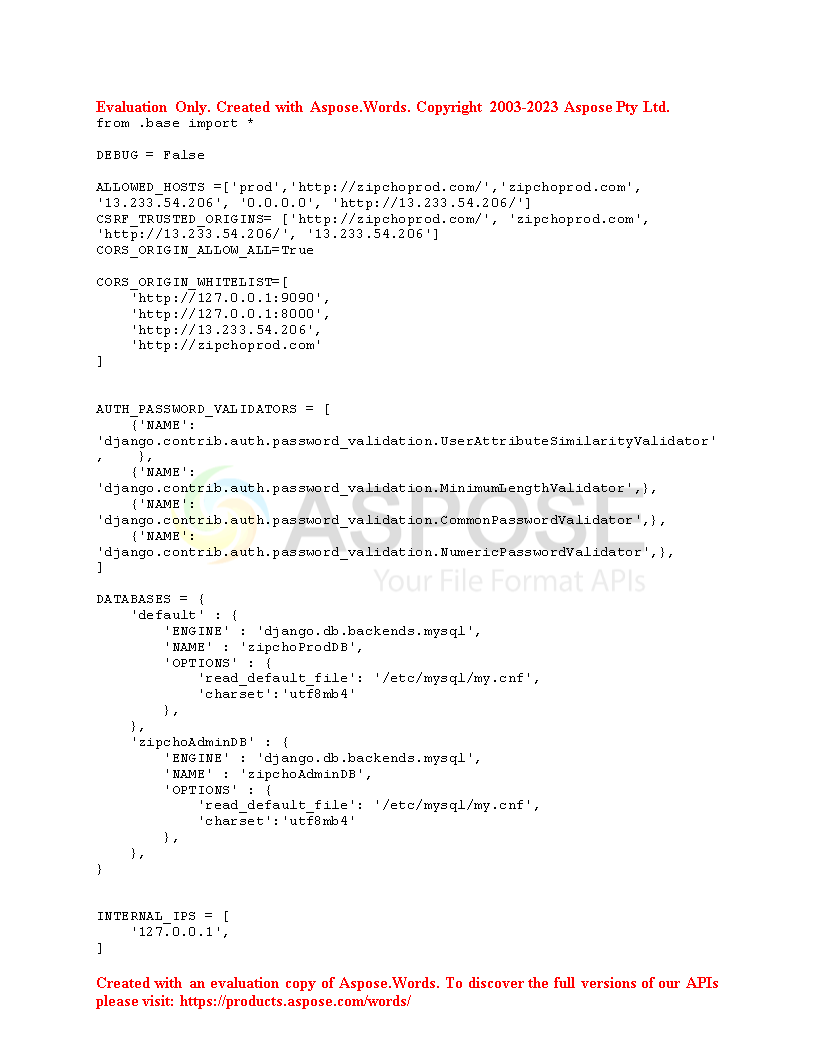 Evaluation Only. Created with Aspose.Words. Copyright 2003-2023 Aspose Pty Ltd.
from .base import *
DEBUG = False
ALLOWED_HOSTS =['prod','http://zipchoprod.com/','zipchoprod.com',
'13.233.54.206', '0.0.0.0', 'http://13.233.54.206/']
CSRF_TRUSTED_ORIGINS= ['http://zipchoprod.com/', 'zipchoprod.com',
'http://13.233.54.206/', '13.233.54.206']
CORS_ORIGIN_ALLOW_ALL=True
CORS_ORIGIN_WHITELIST=[
    'http://127.0.0.1:9090',
    'http://127.0.0.1:8000',
    'http://13.233.54.206',
    'http://zipchoprod.com'
]
AUTH_PASSWORD_VALIDATORS = [
    {'NAME':
'django.contrib.auth.password_validation.UserAttributeSimilarityValidator'
,    },
    {'NAME':
'django.contrib.auth.password_validation.MinimumLengthValidator',},
    {'NAME':
'django.contrib.auth.password_validation.CommonPasswordValidator',},
    {'NAME':
'django.contrib.auth.password_validation.NumericPasswordValidator',},
]
ASPOSE
Your File Format APIs
DATABASES = {
    'default' : {
        'ENGINE' : 'django.db.backends.mysql',
        'NAME' : 'zipchoProdDB',
        'OPTIONS' : {
            'read_default_file': '/etc/mysql/my.cnf',
            'charset':'utf8mb4'
        },
    },
    'zipchoAdminDB' : {
        'ENGINE' : 'django.db.backends.mysql',
        'NAME' : 'zipchoAdminDB',
        'OPTIONS' : {
            'read_default_file': '/etc/mysql/my.cnf',
            'charset':'utf8mb4'
        },
    },
}
INTERNAL_IPS = [
    '127.0.0.1',
]
Created with an evaluation copy of Aspose.Words. To discover the full versions of our APIs
please visit: https://products.aspose.com/words/